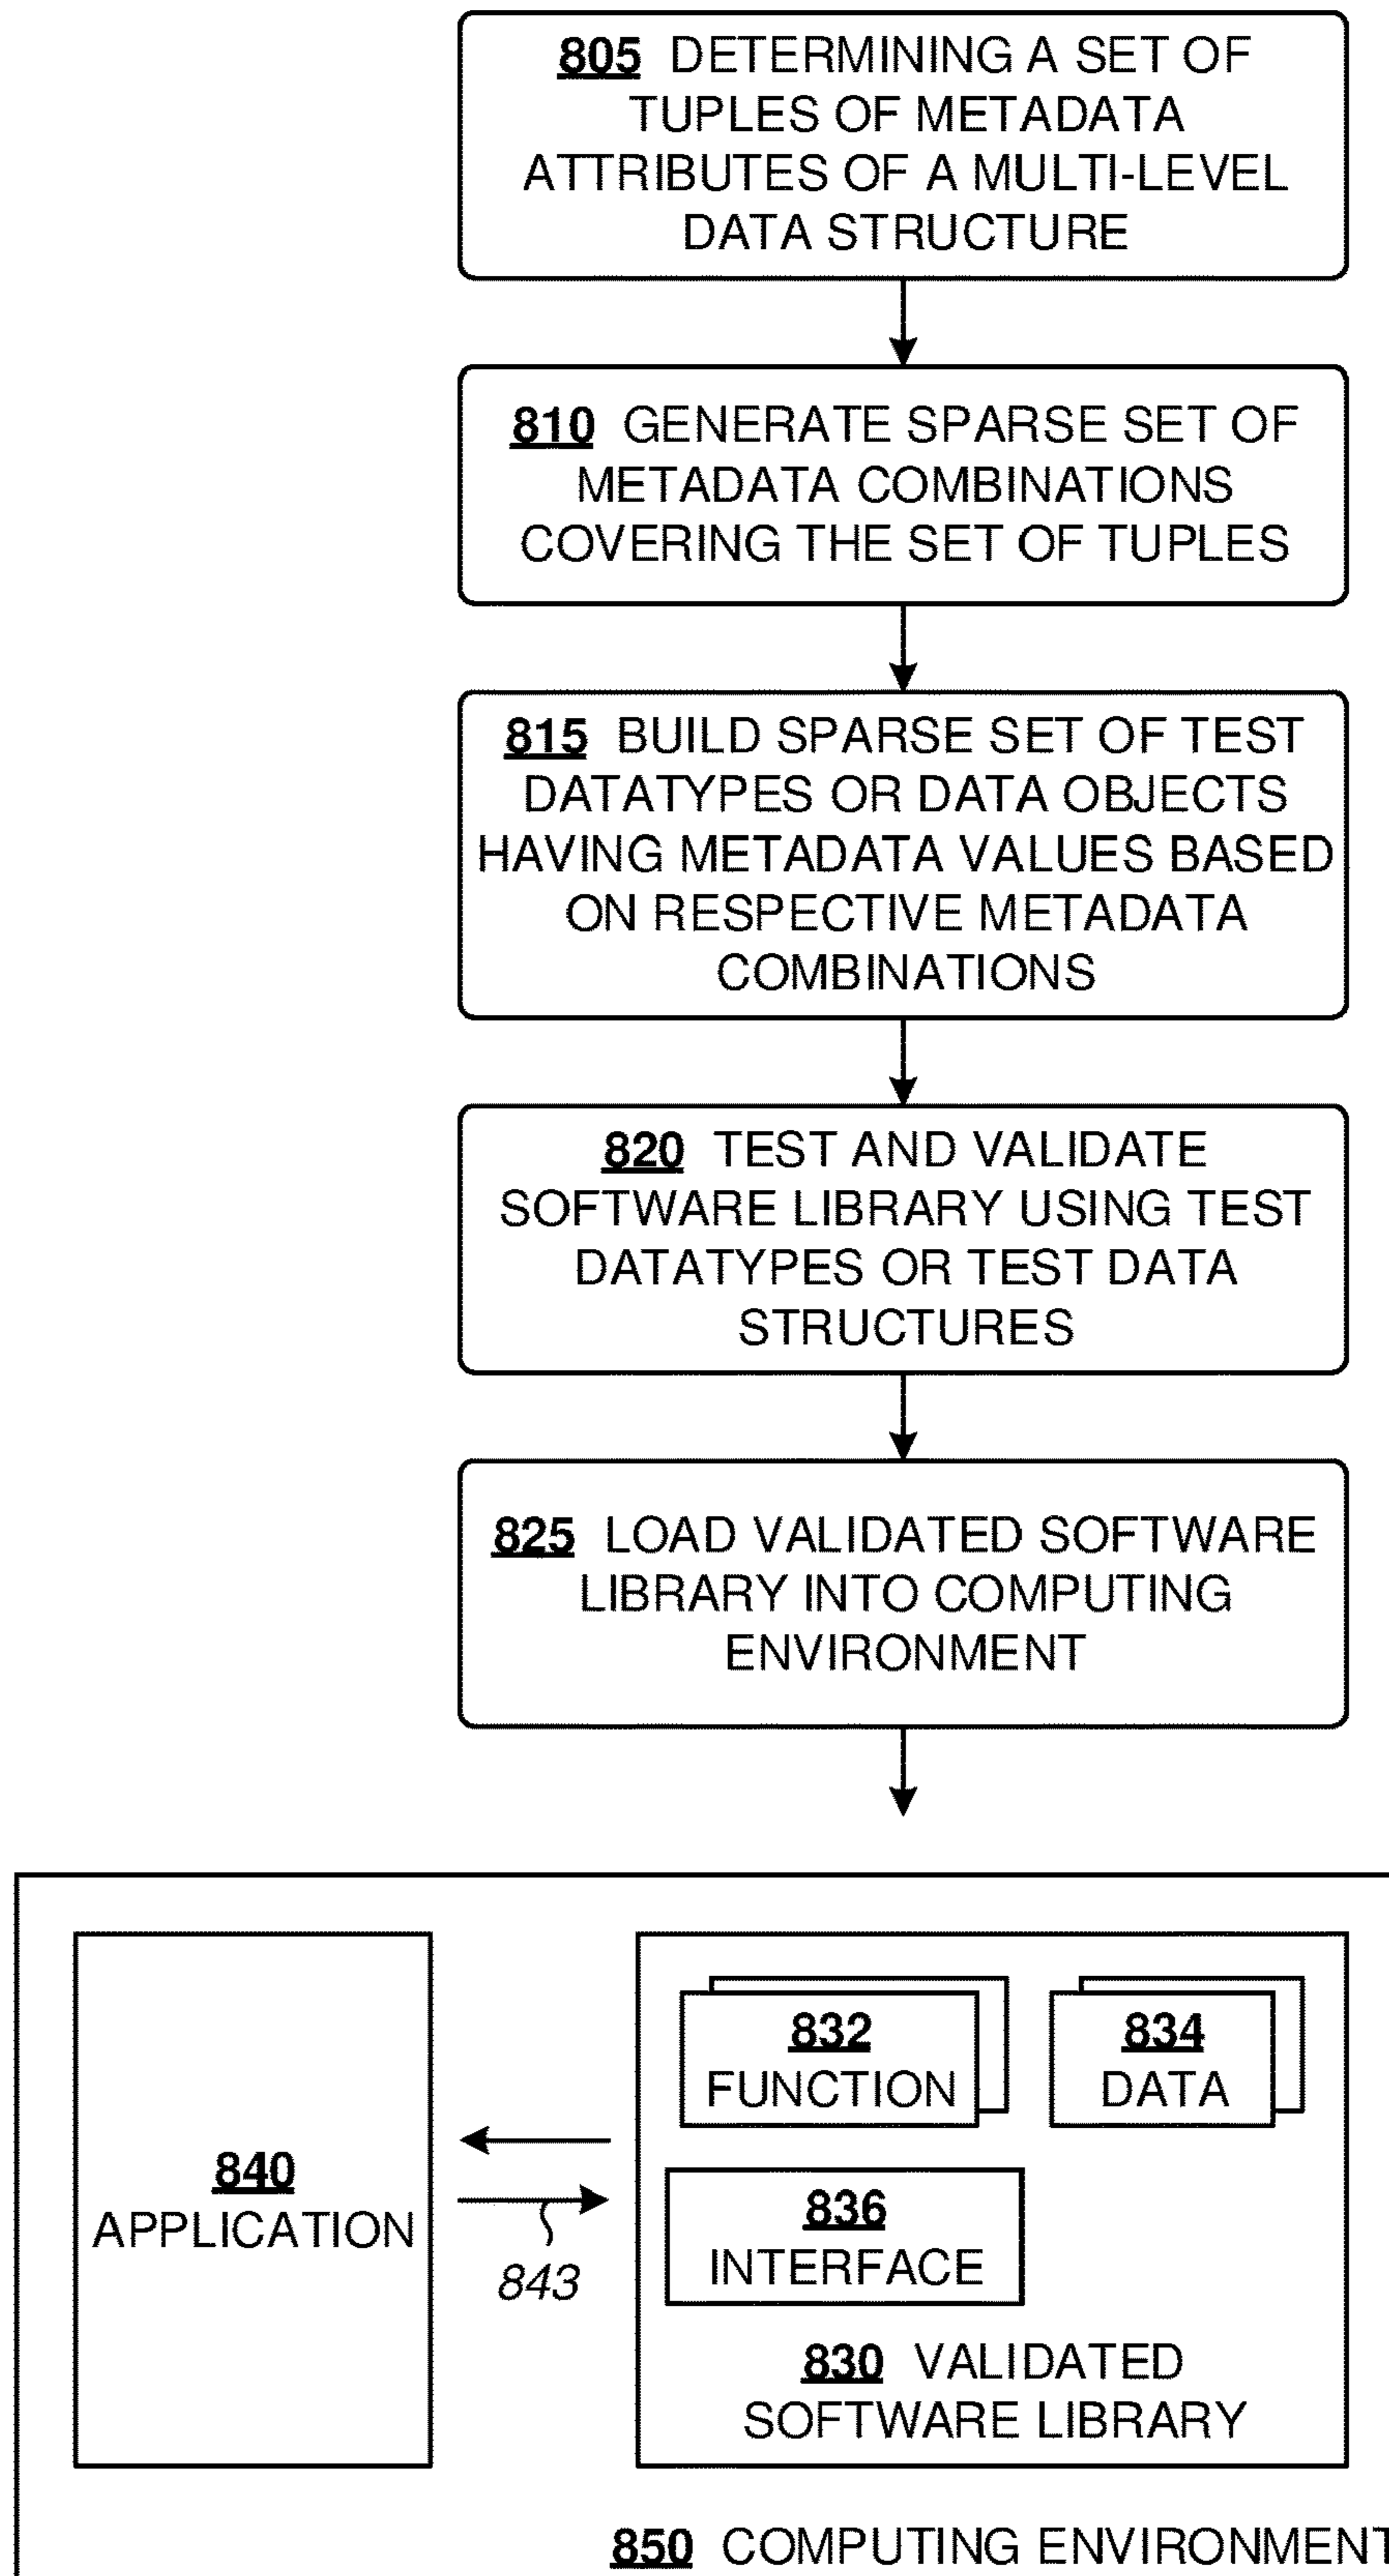 805 DETERMINING A SET OF
TUPLES OF METADATA
ATTRIBUTES OF A MULTI-LEVEL
DATA STRUCTURE
810 GENERATE SPARSE SET OF
METADATA COMBINATIONS
COVERING THE SET OF TUPLES
815 BUILD SPARSE SET OF TEST
DATATYPES OR DATA OBJECTS
HAVING METADATA VALUES BASED
ON RESPECTIVE METADATA
COMBINATIONS
820 TEST AND VALIDATE
SOFTWARE LIBRARY USING TEST
DATATYPES OR TEST DATA
STRUCTURES
825 LOAD VALIDATED SOFTWARE
LIBRARY INTO COMPUTING
ENVIRONMENT
840
APPLICATION
843
832
FUNCTION
834
DATA
836
INTERFACE
830 VALIDATED
SOFTWARE LIBRARY
850 COMPUTING ENVIRONMENT